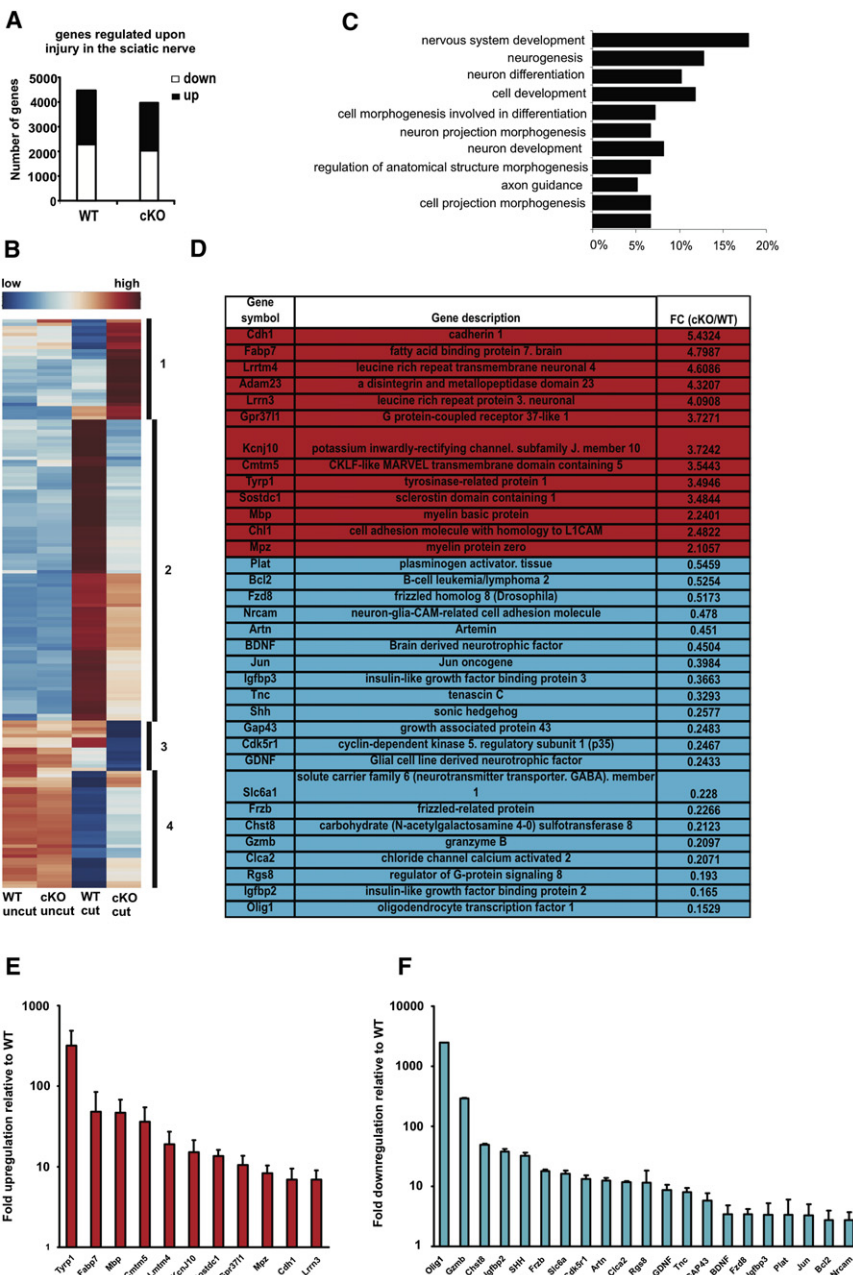 A
genes regulated upon
injury in the sciatic nerve
down
up
Number of genes
5000
4000
3000
2000
1000
0
WT
cKO
C
nervous system development
neurogenesis
neuron differentiation
cell development
cell morphogenesis involved in differentiation
neuron projection morphogenesis
neuron development
regulation of anatomical structure morphogenesis
axon guidance
cell projection morphogenesis
0% 5% 10% 15% 20%
B
low high
1
2
3
4
WT uncut
cKO uncut
WT cut
cKO cut
D
Gene symbol Gene description FC (cKO/WT)
Cdh1 cadherin 1 5.4324
Fabp7 fatty acid binding protein 7. brain 4.7987
Lrrtm4 leucine rich repeat transmembrane neuronal 4 4.6086
Adam23 a disintegrin and metallopeptidase domain 23 4.3207
Lrrn3 leucine rich repeat protein 3. neuronal 4.0908
Gpr37l1 G protein-coupled receptor 37-like 1 3.7271
Kcnj10 potassium inwardly-rectifying channel. subfamily J. member 10 3.7242
Cmtm5 CKLF-like MARVEL transmembrane domain containing 5 3.5443
Tyrp1 tyrosinase-related protein 1 3.4946
Sostdc1 sclerostin domain containing 1 3.4844
Mbp myelin basic protein 2.2401
Chl1 cell adhesion molecule with homology to L1CAM 2.4822
Mpz myelin protein zero 2.1057
Plat plasminogen activator. tissue 0.5459
Bcl2 B-cell leukemia/lymphoma 2 0.5254
Fzd8 frizzled homolog 8 (Drosophila) 0.5173
Nrcam neuron-glia-CAM-related cell adhesion molecule 0.478
Artn Artemin 0.451
BDNF Brain derived neurotrophic factor 0.4504
Jun Jun oncogene 0.3984
Igfbp3 insulin-like growth factor binding protein 3 0.3663
Tnc tenascin C 0.3293
Shh sonic hedgehog 0.2577
Gap43 growth associated protein 43 0.2483
Cdk5r1 cyclin-dependent kinase 5. regulatory subunit 1 (p35) 0.2467
GDNF Glial cell line derived neurotrophic factor 0.2433
Slc6a1 solute carrier family 6 (neurotransmitter transporter. GABA). member 1 0.228
Frzb frizzled-related protein 0.2266
Chst8 carbohydrate (N-acetylgalactosamine 4-0) sulfotransferase 8 0.2123
Gzmb granzyme B 0.2097
Clca2 chloride channel calcium activated 2 0.2071
Rgs8 regulator of G-protein signaling 8 0.193
Igfbp2 insulin-like growth factor binding protein 2 0.165
Olig1 oligodendrocyte transcription factor 1 0.1529
E
Fold upregulation relative to WT
1000
100
10
1
Tyrp1 Fabp7 Mbp Cmtm5 KcnJ10 Mpz Cdh1 Lrrn3
F
Fold downregulation relative to WT
10000
1000
100
10
1
Olig1 Gzmb Chst8 Igfbp2 SHH Frzb Slc6a Cdk5r1 Artn Clca2 Rgs8 GDNF Tnc BDNF Fzd8 Igfbp3 Plat Jun Bcl2 Nrcam